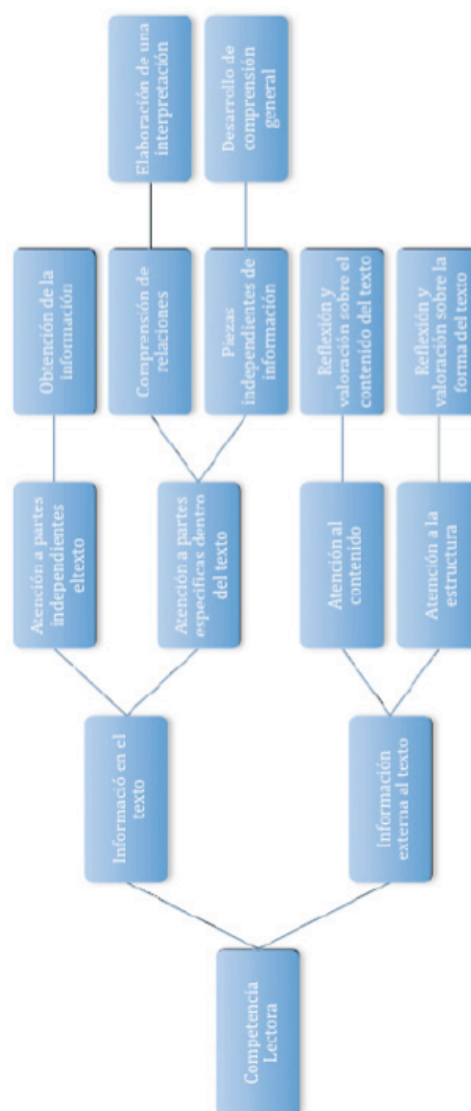 Competencia
Lectora
Informació en el
texto
Información
externa al texto
Atención a partes
independientes
eltexto
Atención a partes
específicas dentro
del texto
Atención al
contenido
Atención a la
estructura
Obtención de la
información
Comprensión de
relaciones
Piezas
independientes de
información
Reflexión y
valoración sobre el
contenido del texto
Reflexión y
valoración sobre la
forma del texto
Elaboración de una
interpretación
Desarrollo de
comprensión
general